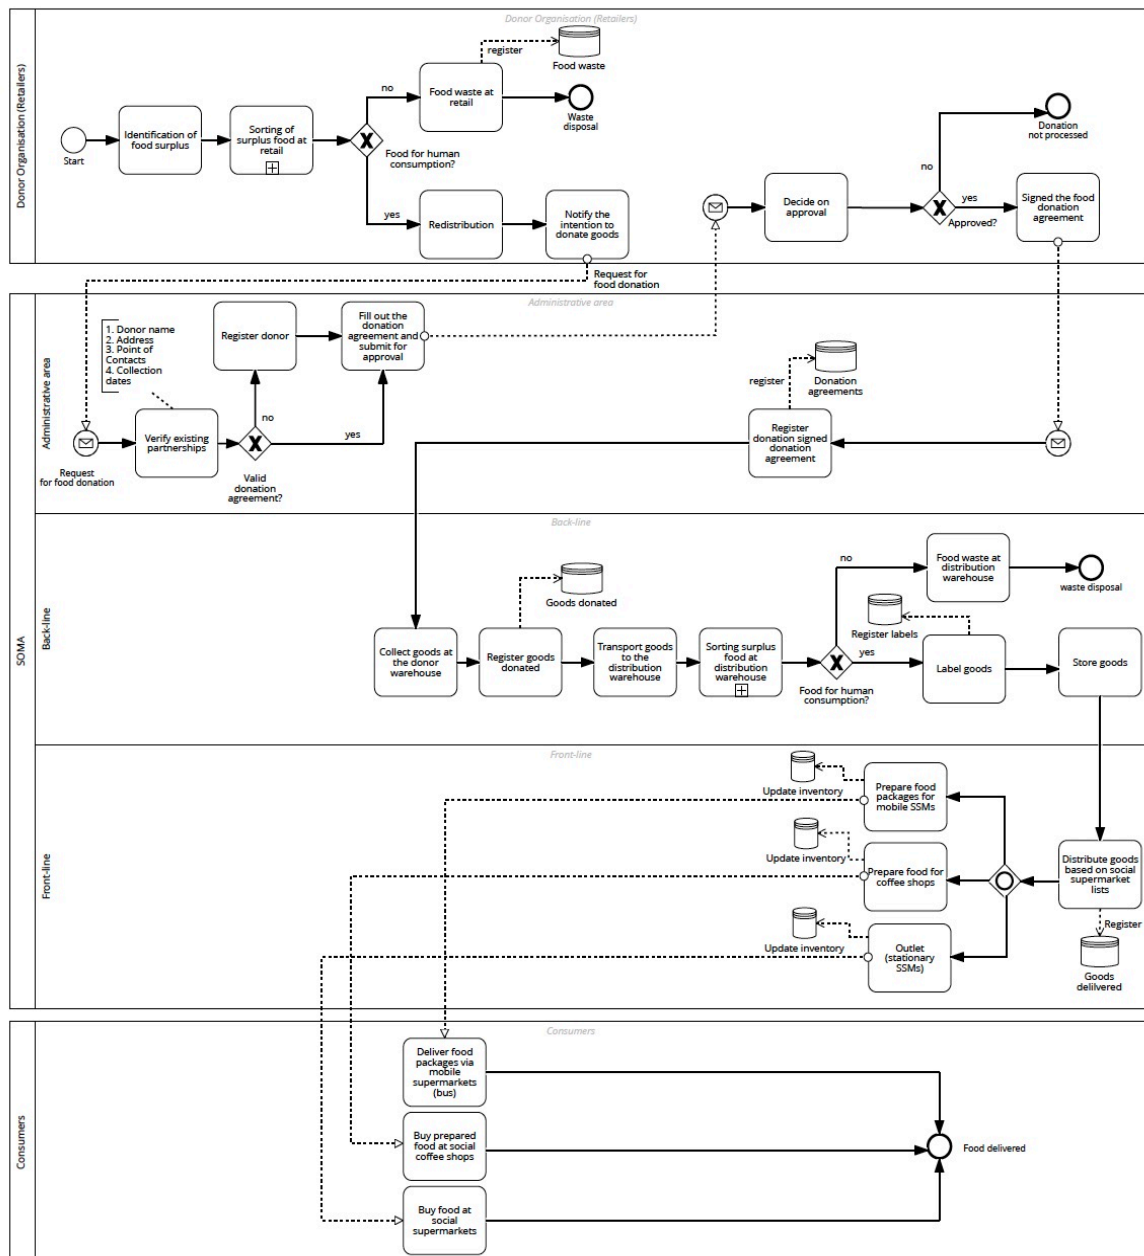 Donor Organisation (Retailers)
Donor Organisation (Retailers)
register
Food waste
no
Food waste at
retail
Waste
disposal
Start
Identification of
food surplus
Sorting of
surplus food at
retail
Food for human
consumption?
yes
Redistribution
Notify the
intention to
donate goods
Request for
food donation
Decide on
approval
no
Donation
not processed
yes
Approved?
Signed the food
donation
agreement
SOMA
Administrative area
Administrative area
1. Donor name
2. Address
3. Point of
Contacts
4. Collection
dates
Register donor
Fill out the
donation
agreement and
submit for
approval
Request
for food donation
Verify existing
partnerships
no
yes
Valid
donation
agreement?
register
Donation
agreements
Register
donation signed
donation
agreement
Back-line
Back-line
Goods donated
Collect goods at
the donor
warehouse
Register goods
donated
Transport goods
to the
distribution
warehouse
Sorting surplus
food at
distribution
warehouse
no
Food waste at
distribution
warehouse
waste disposal
Register labels
yes
Food for human
consumption?
Label goods
Store goods
Front-line
Front-line
Update inventory
Prepare food
packages for
mobile SSMs
Update inventory
Prepare food for
coffee shops
Update inventory
Outlet
(stationary
SSMs)
Distribute goods
based on social
supermarket
lists
Register
Goods
delilvered
Consumers
Consumers
Deliver food
packages via
mobile
supermarkets
(bus)
Buy prepared
food at social
coffee shops
Buy food at
social
supermarkets
Food delivered